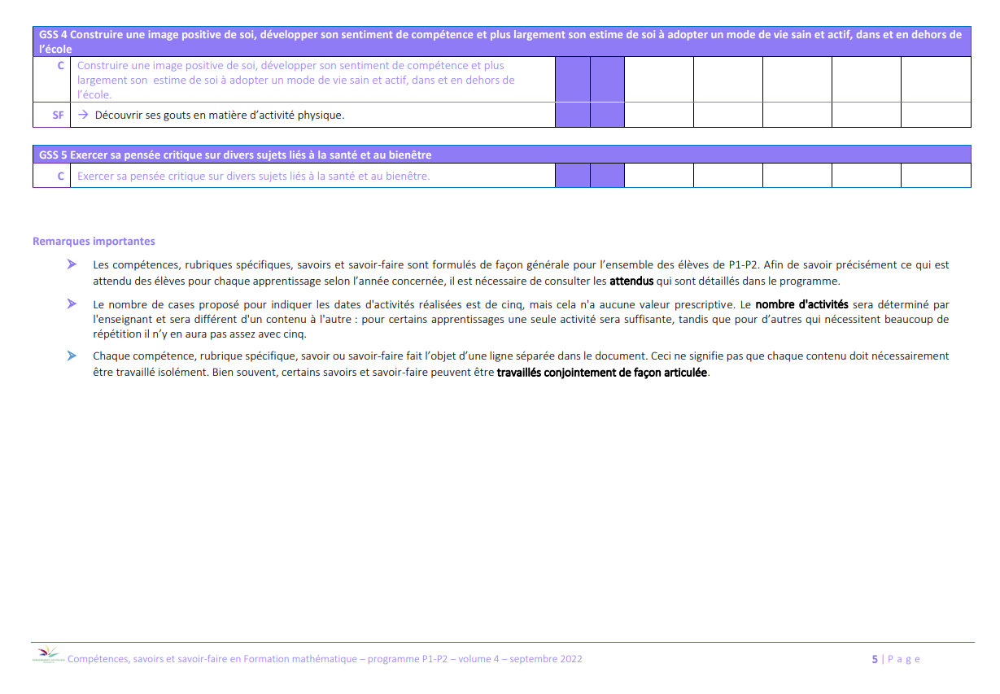 GSS 4 Construire une image positive de soi, développer son sentiment de compétence et plus largement son estime de soi à adopter un mode de vie sain et actif, dans et en dehors de
l’école
C Construire une image positive de soi, développer son sentiment de compétence et plus
largement son estime de soi à adopter un mode de vie sain et actif, dans et en dehors de
l’école.
SF → Découvrir ses gouts en matière d’activité physique.
GSS 5 Exercer sa pensée critique sur divers sujets liés à la santé et au bienêtre
C Exercer sa pensée critique sur divers sujets liés à la santé et au bienêtre.
Remarques importantes
➢ Les compétences, rubriques spécifiques, savoirs et savoir-faire sont formulés de façon générale pour l’ensemble des élèves de P1-P2. Afin de savoir précisément ce qui est
attendu des élèves pour chaque apprentissage selon l’année concernée, il est nécessaire de consulter les attendus qui sont détaillés dans le programme.
➢ Le nombre de cases proposé pour indiquer les dates d'activités réalisées est de cinq, mais cela n'a aucune valeur prescriptive. Le nombre d'activités sera déterminé par
l'enseignant et sera différent d'un contenu à l'autre : pour certains apprentissages une seule activité sera suffisante, tandis que pour d’autres qui nécessitent beaucoup de
répétition il n’y en aura pas assez avec cinq.
➢ Chaque compétence, rubrique spécifique, savoir ou savoir-faire fait l’objet d’une ligne séparée dans le document. Ceci ne signifie pas que chaque contenu doit nécessairement
être travaillé isolément. Bien souvent, certains savoirs et savoir-faire peuvent être travaillés conjointement de façon articulée.
Compétences, savoirs et savoir-faire en Formation mathématique – programme P1-P2 – volume 4 – septembre 2022
5 | P a g e